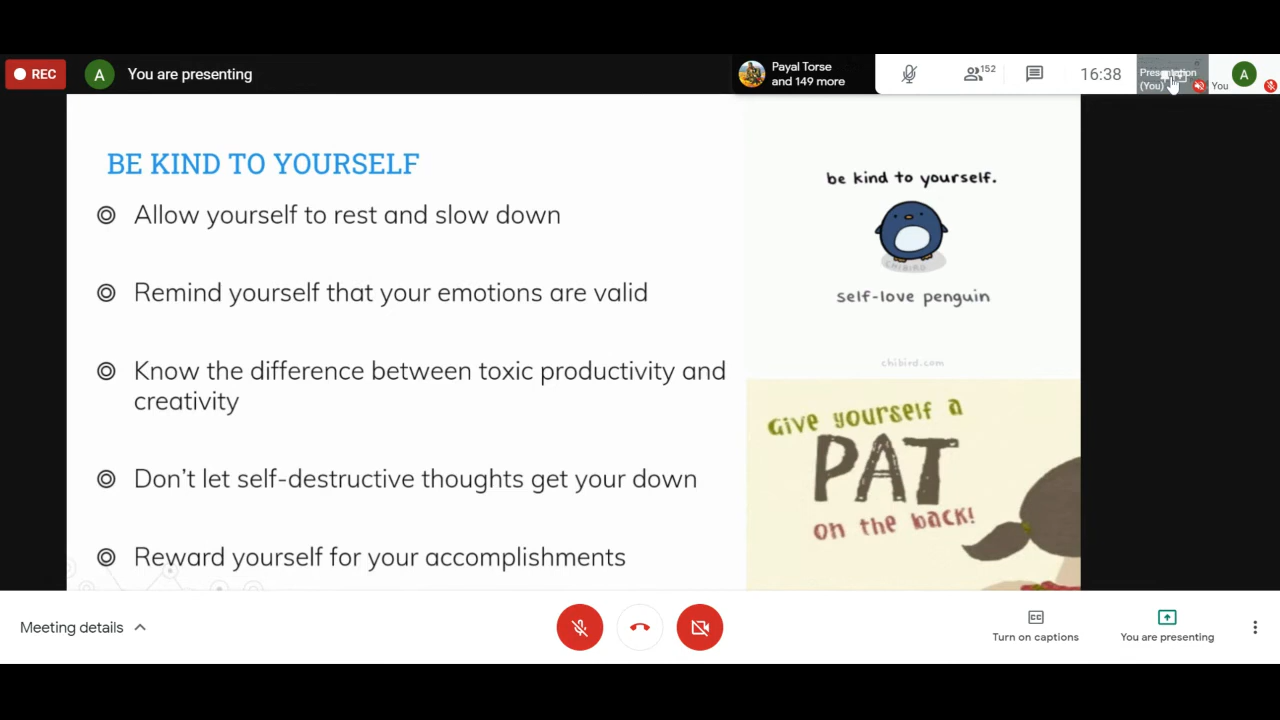 REC
A
You are presenting
Payal Torse
and 149 more
152
16:38
Presentation
(You)
You
A
BE KIND TO YOURSELF
Allow yourself to rest and slow down
Remind yourself that your emotions are valid
Know the difference between toxic productivity and
creativity
Don't let self-destructive thoughts get your down
Reward yourself for your accomplishments
be kind to yourself.
CHIBIRD
self-love penguin
chibird.com
Give yourself a
PAT
on the back!
Meeting details
CC
Turn on captions
You are presenting